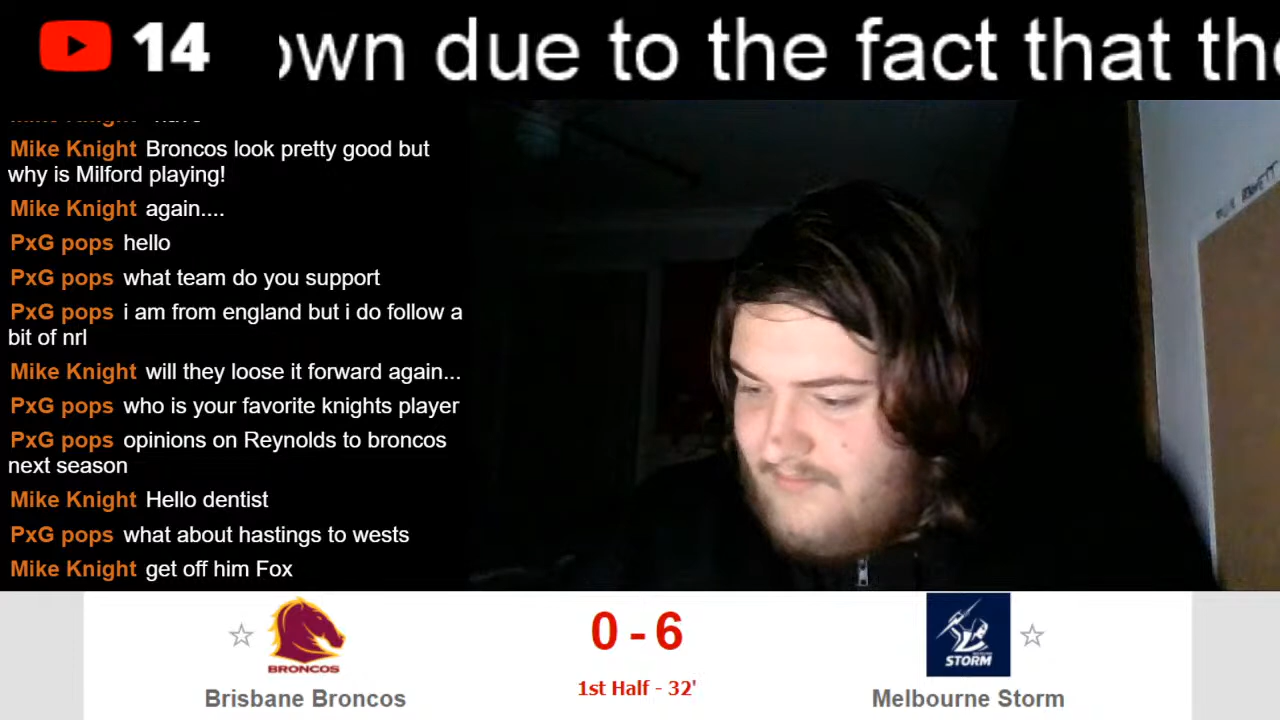 14
own due to the fact that the
Mike Knight Broncos look pretty good but
why is Milford playing!
Mike Knight again....
PxG pops hello
PxG pops what team do you support
PxG pops i am from england but i do follow a
bit of nrl
Mike Knight will they loose it forward again...
PxG pops who is your favorite knights player
PxG pops opinions on Reynolds to broncos
next season
Mike Knight Hello dentist
PxG pops what about hastings to wests
Mike Knight get off him Fox
BRONCOS
0 - 6
STORM
Brisbane Broncos
1st Half - 32'
Melbourne Storm